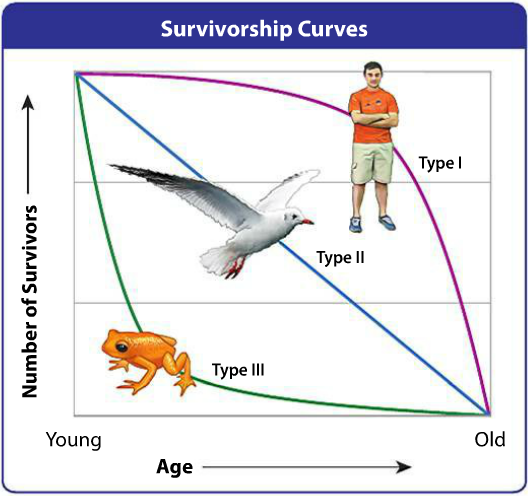 Survivorship Curves
Number of Survivors
Type I
Type II
Type III
Young
Old
Age